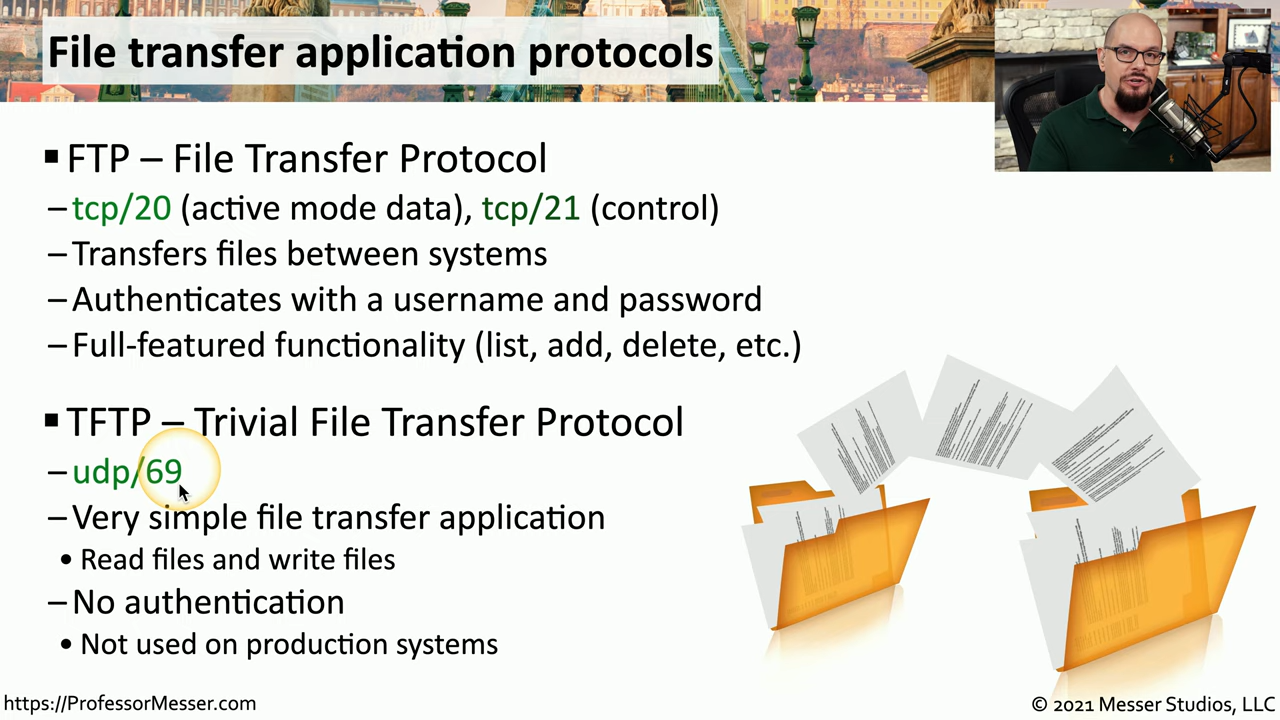 File transfer application protocols
▪ FTP – File Transfer Protocol
– tcp/20 (active mode data), tcp/21 (control)
– Transfers files between systems
– Authenticates with a username and password
– Full-featured functionality (list, add, delete, etc.)
▪ TFTP – Trivial File Transfer Protocol
– udp/69
– Very simple file transfer application
• Read files and write files
– No authentication
• Not used on production systems
https://ProfessorMesser.com
© 2021 Messer Studios, LLC